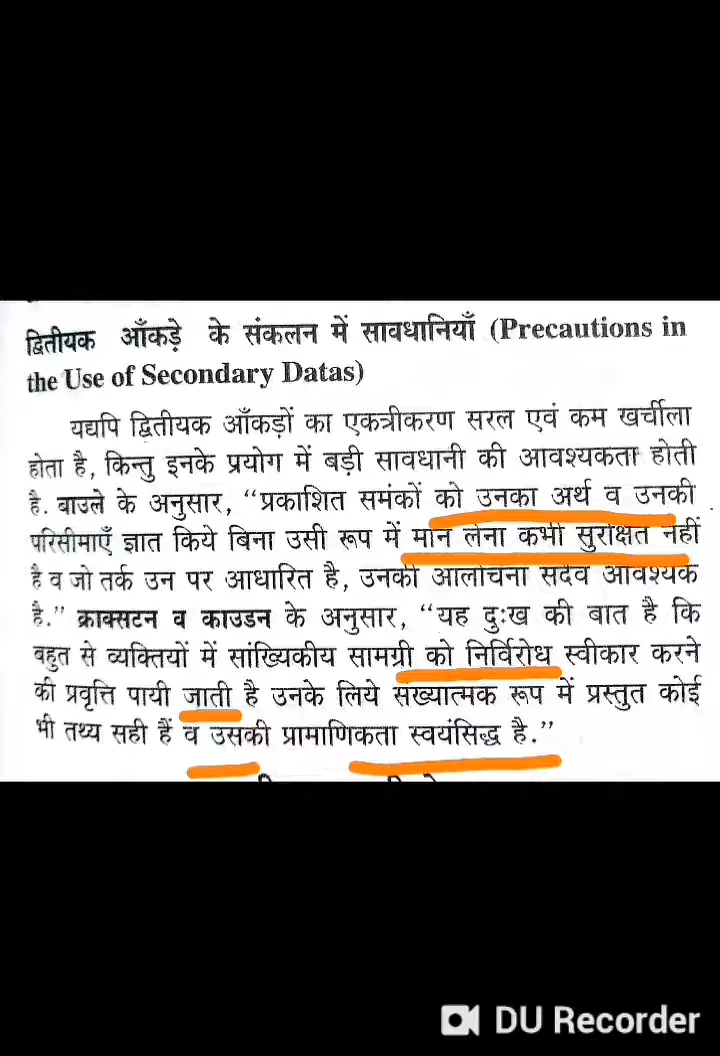 द्वितीयक आँकड़े के संकलन में सावधानियाँ (Precautions in
the Use of Secondary Datas)
यद्यपि द्वितीयक आँकड़ों का एकत्रीकरण सरल एवं कम खर्चीला
होता है, किन्तु इनके प्रयोग में बड़ी सावधानी की आवश्यकता होती
है. बाउले के अनुसार, “प्रकाशित समंकों को उनका अर्थ व उनकी
परिसीमाएँ ज्ञात किये बिना उसी रूप में मान लेना कभी सुरक्षित नहीं
है व जो तर्क उन पर आधारित है, उनकी आलोचना सदैव आवश्यक
है.” क्राक्सटन व काउडन के अनुसार, “यह दुःख की बात है कि
बहुत से व्यक्तियों में सांख्यिकीय सामग्री को निर्विरोध स्वीकार करने
की प्रवृत्ति पायी जाती है उनके लिये संख्यात्मक रूप में प्रस्तुत कोई
भी तथ्य सही हैं व उसकी प्रामाणिकता स्वयंसिद्ध है.”
DU Recorder